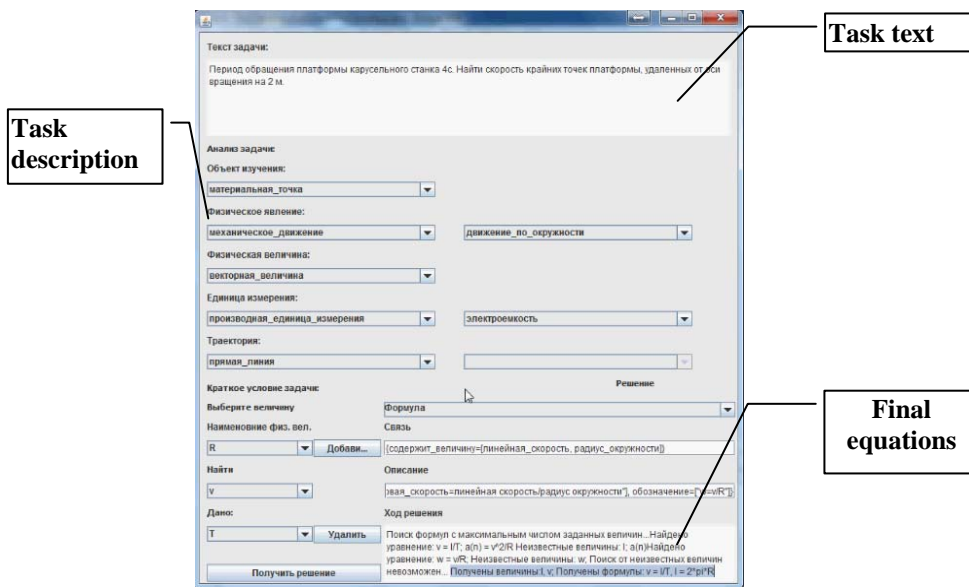 Task text
Task
description
Final
equations
Текст задачи:
Период обращения платформы карусельного станка 4с. Найти скорость крайних точек платформы, удаленных от оси
вращения на 2 м.
Анализ задачи:
Объект изучения:
материальная_точка
Физическое явление:
механическое_движение
движение_по_окружности
Физическая величина:
векторная_величина
Единица измерения:
производная_единица_измерения
электроемкость
Траектория:
прямая_линия
Краткое условие задачи:
Решение
Выберите величину
Формула
Наименовние физ. вел.
Связь
R
Добави...
{содержит_величину=[линейная_скорость, радиус_окружности]}
Найти
Описание
v
овая_скорость=линейная скорость/радиус окружности"], обозначение=["w=v/R"]}
Дано:
Ход решения
T
Удалить
Поиск формул с максимальным числом заданных величин...Найдено
уравнение: v = l/T; a(n) = v^2/R Неизвестные величины: l; a(n)Найдено
уравнение: w = v/R; Неизвестные величины: w; Поиск от неизвестных величин
невозможен... Получены величины:l, v; Получены формулы: v = l/T, l = 2*pi*R
Получить решение